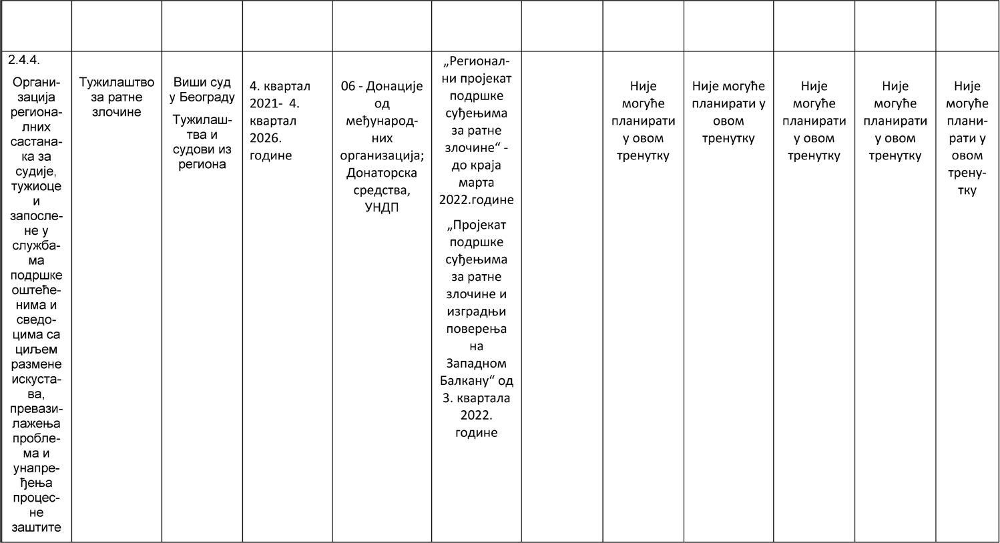 2.4.4.
Органи-
зација
региона-
лних
састана-
ка за
судије,
тужиоце
и
запосле-
не у
служба-
ма
подршке
оштеће-
нима и
сведо-
цима са
циљем
размене
искуста-
ва,
превази-
лажења
пробле-
ма и
унапре-
ђења
процес-
не
заштите
Тужилаштво
за ратне
злочине
Виши суд
у Београду
Тужилаш-
тва и
судови из
региона
4. квартал
2021- 4.
квартал
2026.
године
06 - Донације
од
међународ-
них
организација;
Донаторска
средства,
УНДП
„Регионал-
ни пројекат
подршке
суђењима
за ратне
злочине“ -
до краја
марта
2022.године
„Пројекат
подршке
суђењима
за ратне
злочине и
изградњи
поверења
на
Западном
Балкану“ од
3. квартала
2022.
године
Није
могуће
планирати
у овом
тренутку
Није могуће
планирати у
овом
тренутку
Није
могуће
планирати
у овом
тренутку
Није
могуће
планирати
у овом
тренутку
Није
могуће
плани-
рати у
овом
трену-
тку